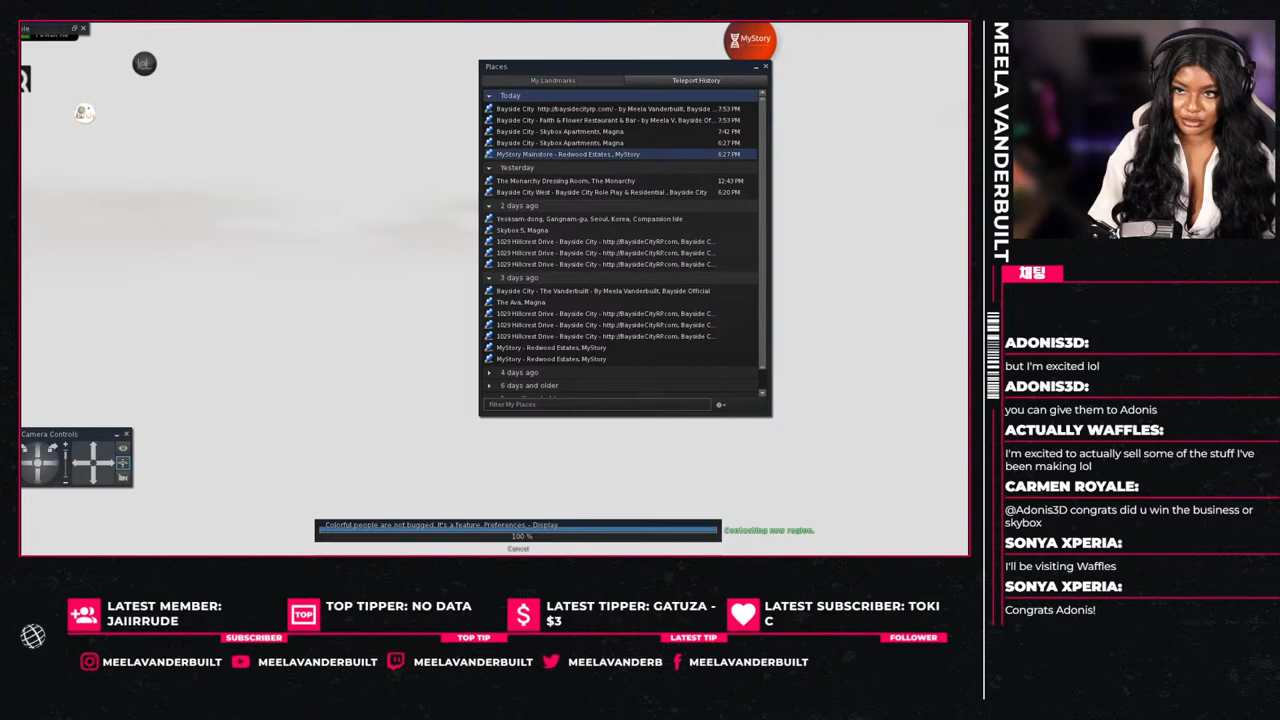 MyStory
Places
My Landmarks
Teleport History
Today
Bayside City http://baysidecityrp.com/ - by Meela Vanderbuilt, Bayside ... 7:53 PM
Bayside City - Faith & Flower Restaurant & Bar - by Meela V, Bayside Of... 7:53 PM
Bayside City - Skybox Apartments, Magna 7:42 PM
Bayside City - Skybox Apartments, Magna 6:27 PM
MyStory Mainstore - Redwood Estates , MyStory 6:27 PM
Yesterday
The Monarchy Dressing Room, The Monarchy 12:43 PM
Bayside City West - Bayside City Role Play & Residential , Bayside City 6:20 PM
2 days ago
Yeoksam-dong, Gangnam-gu, Seoul, Korea, Compassion Isle
Skybox 5, Magna
1029 Hillcrest Drive - Bayside City - http://BaysideCityRP.com, Bayside C...
1029 Hillcrest Drive - Bayside City - http://BaysideCityRP.com, Bayside C...
1029 Hillcrest Drive - Bayside City - http://BaysideCityRP.com, Bayside C...
3 days ago
Bayside City - The Vanderbuilt - By Meela Vanderbuilt, Bayside Official
The Ava, Magna
1029 Hillcrest Drive - Bayside City - http://BaysideCityRP.com, Bayside C...
1029 Hillcrest Drive - Bayside City - http://BaysideCityRP.com, Bayside C...
1029 Hillcrest Drive - Bayside City - http://BaysideCityRP.com, Bayside C...
MyStory - Redwood Estates, MyStory
MyStory - Redwood Estates, MyStory
4 days ago
6 days and older
Filter My Places
Camera Controls
Colorful people are not bugged. It's a feature. Preferences - Display.
100 %
Contacting new region.
Cancel
MEELA VANDERBUILT
채팅
ADONIS3D:
but I'm excited lol
ADONIS3D:
you can give them to Adonis
ACTUALLY WAFFLES:
I'm excited to actually sell some of the stuff I've
been making lol
CARMEN ROYALE:
@Adonis3D congrats did u win the business or
skybox
SONYA XPERIA:
I'll be visiting Waffles
SONYA XPERIA:
Congrats Adonis!
LATEST MEMBER:
JAIIRRUDE
SUBSCRIBER
TOP
TOP TIPPER: NO DATA
TOP TIP
LATEST TIPPER: GATUZA -
$3
LATEST TIP
LATEST SUBSCRIBER: TOKI
C
FOLLOWER
MEELAVANDERBUILT
MEELAVANDERBUILT
MEELAVANDERBUILT
MEELAVANDERB
MEELAVANDERBUILT